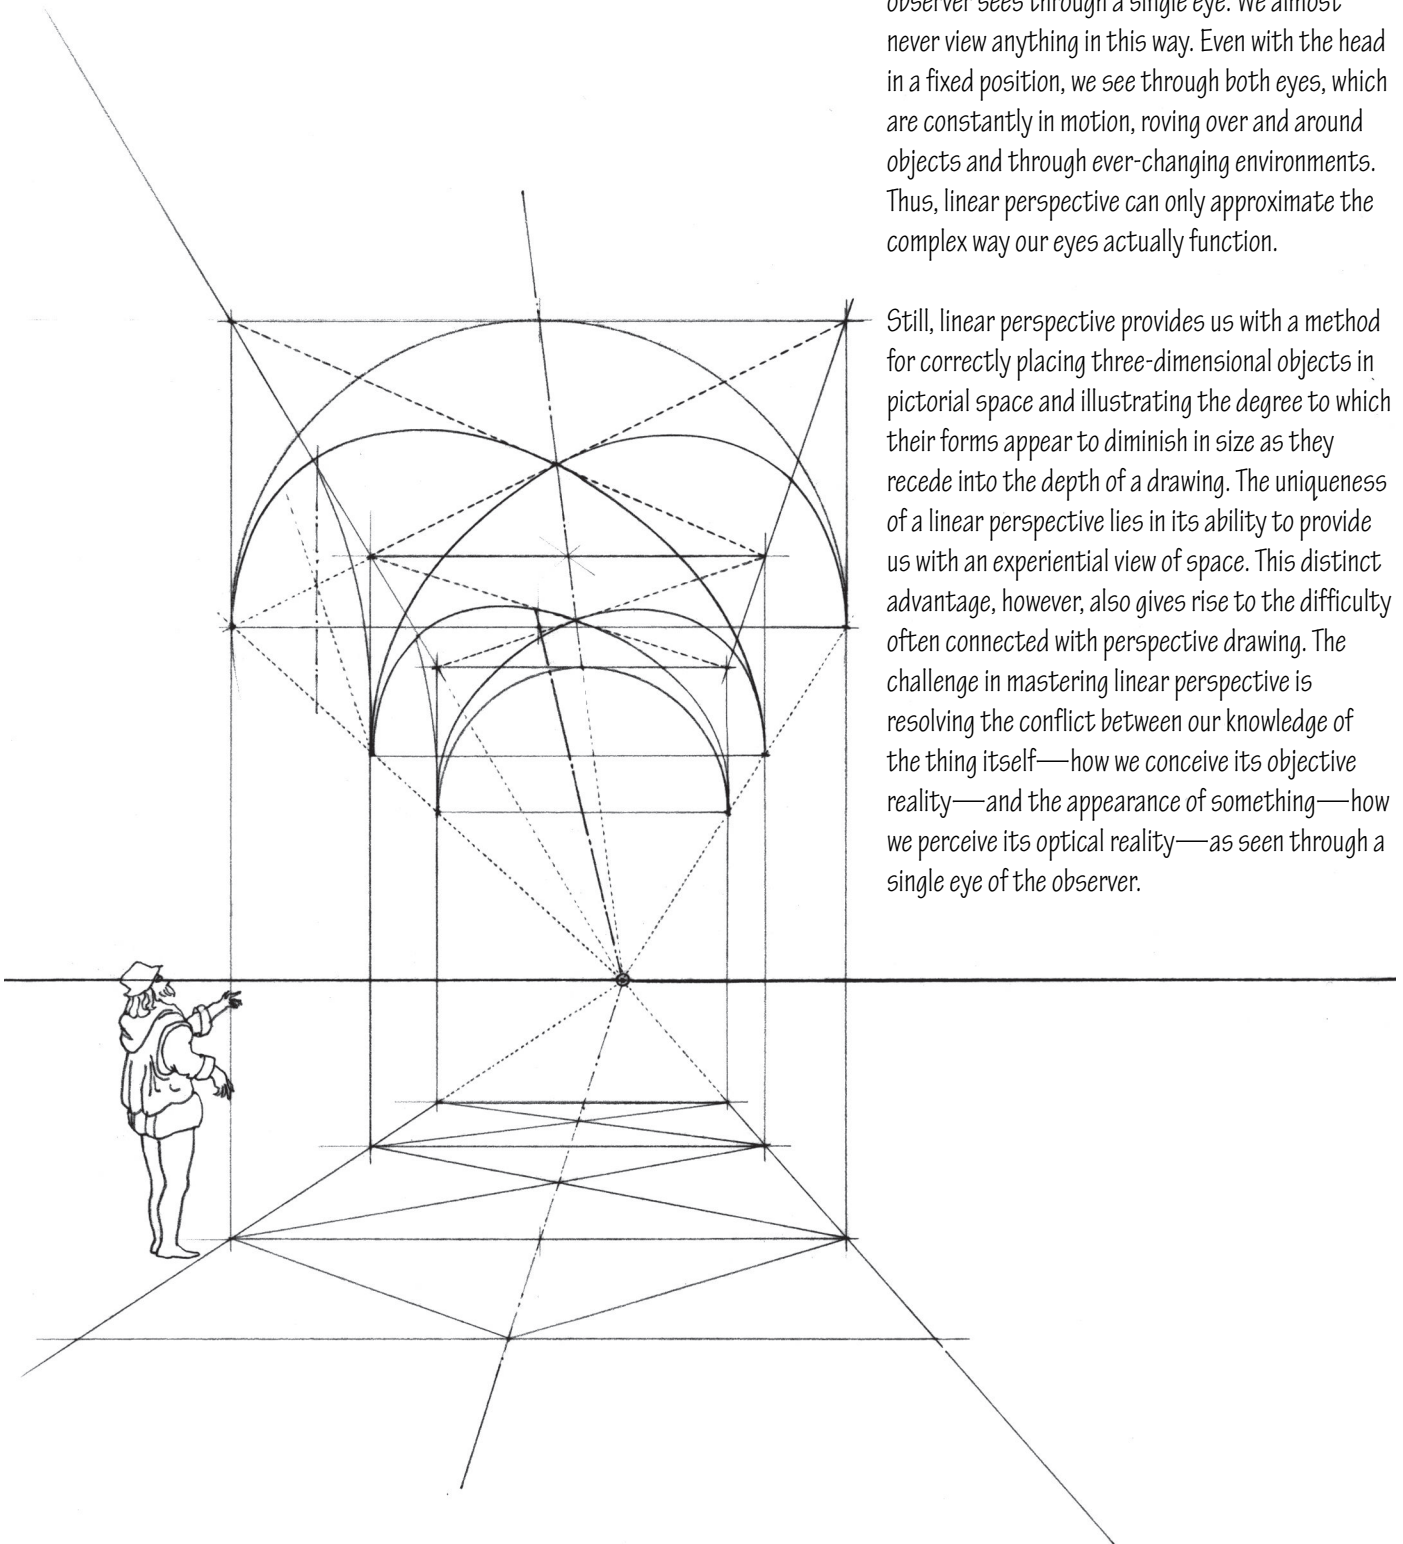 observer sees through a single eye. We almost
never view anything in this way. Even with the head
in a fixed position, we see through both eyes, which
are constantly in motion, roving over and around
objects and through ever-changing environments.
Thus, linear perspective can only approximate the
complex way our eyes actually function.
Still, linear perspective provides us with a method
for correctly placing three-dimensional objects in
pictorial space and illustrating the degree to which
their forms appear to diminish in size as they
recede into the depth of a drawing. The uniqueness
of a linear perspective lies in its ability to provide
us with an experiential view of space. This distinct
advantage, however, also gives rise to the difficulty
often connected with perspective drawing. The
challenge in mastering linear perspective is
resolving the conflict between our knowledge of
the thing itself—how we conceive its objective
reality—and the appearance of something—how
we perceive its optical reality—as seen through a
single eye of the observer.